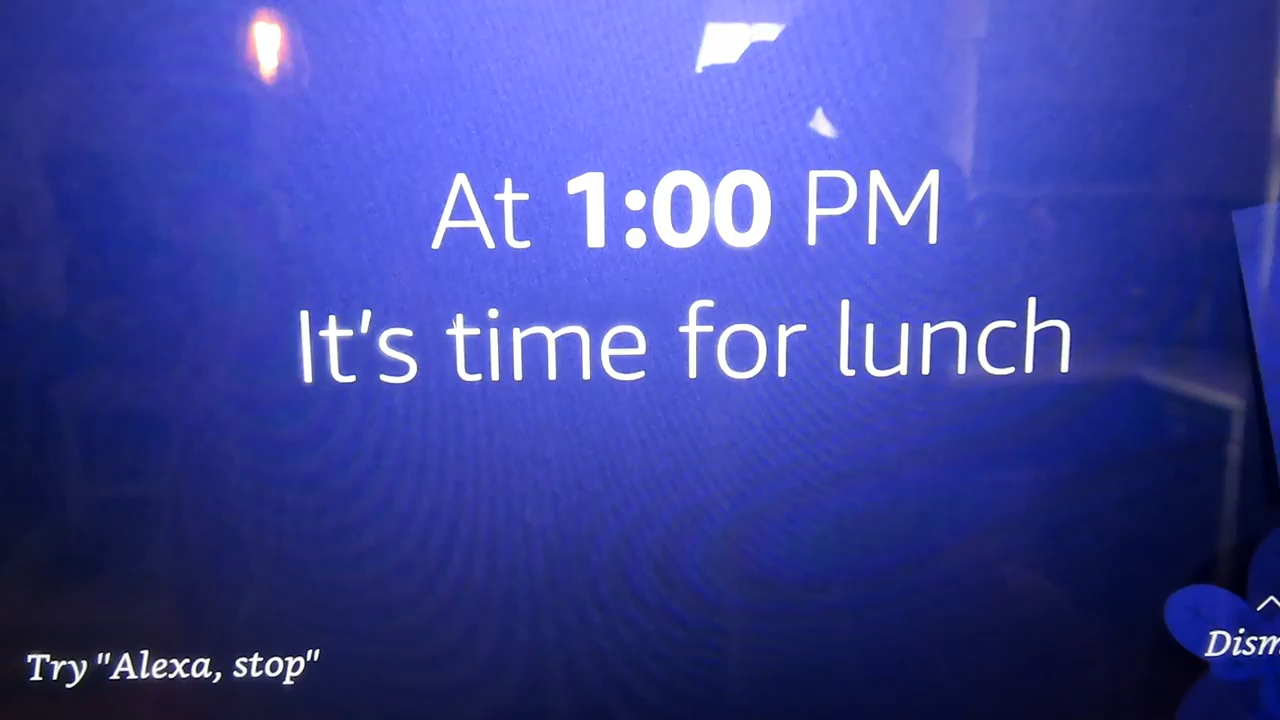 At 1:00 PM
It's time for lunch
Try "Alexa, stop"